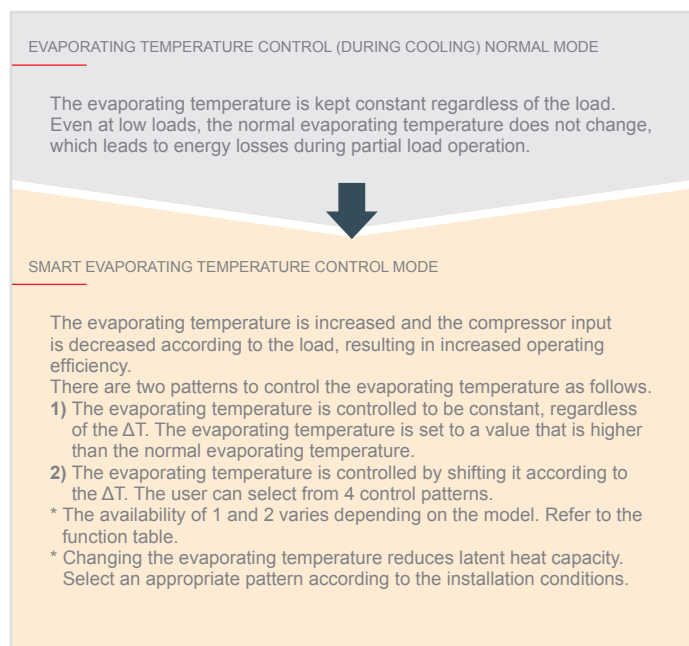 EVAPORATING TEMPERATURE CONTROL (DURING COOLING) NORMAL MODE
The evaporating temperature is kept constant regardless of the load.
Even at low loads, the normal evaporating temperature does not change,
which leads to energy losses during partial load operation.
SMART EVAPORATING TEMPERATURE CONTROL MODE
The evaporating temperature is increased and the compressor input
is decreased according to the load, resulting in increased operating
efficiency.
There are two patterns to control the evaporating temperature as follows.
1) The evaporating temperature is controlled to be constant, regardless
of the ΔT. The evaporating temperature is set to a value that is higher
than the normal evaporating temperature.
2) The evaporating temperature is controlled by shifting it according to
the ΔT. The user can select from 4 control patterns.
* The availability of 1 and 2 varies depending on the model. Refer to the
function table.
* Changing the evaporating temperature reduces latent heat capacity.
Select an appropriate pattern according to the installation conditions.